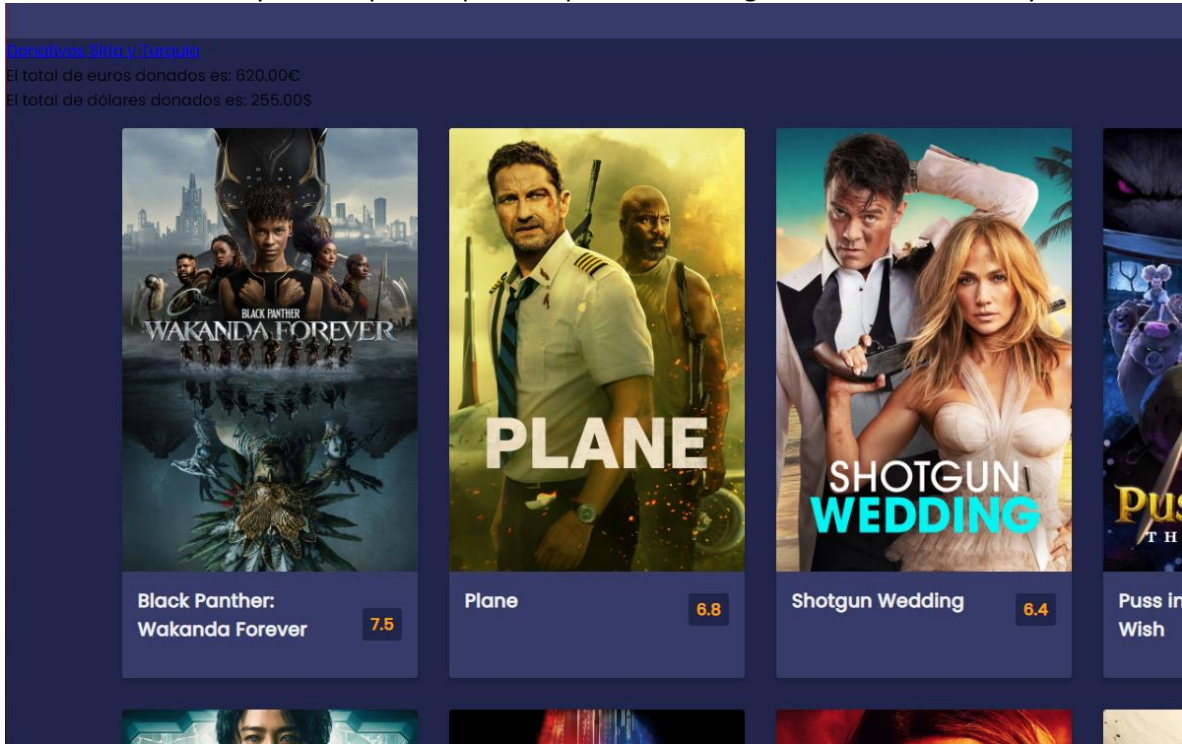 Donativos Siria y Turquía
El total de euros donados es: 620.00€
El total de dólares donados es: 255.00$
BLACK PANTHER
WAKANDA FOREVER
PLANE
SHOTGUN
WEDDING
Pus
T H
Black Panther:
Wakanda Forever
7.5
Plane
6.8
Shotgun Wedding
6.4
Puss in
Wish